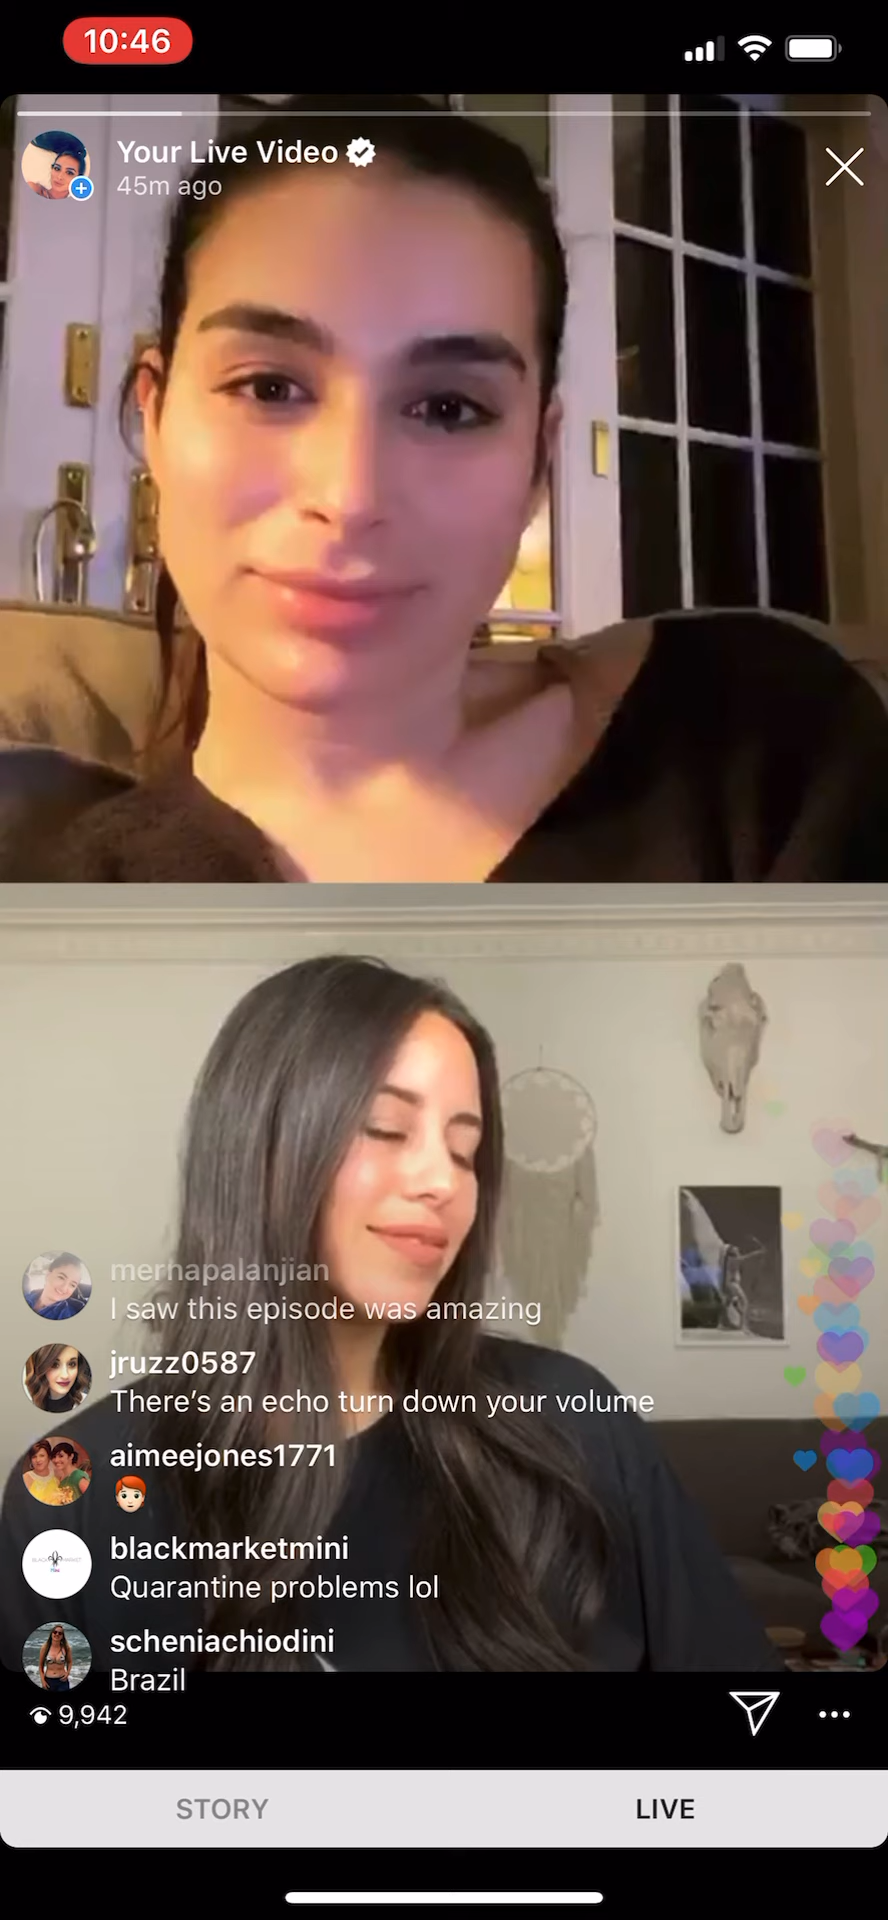 10:46
Your Live Video
45m ago
merhapalanjian
I saw this episode was amazing
jruzz0587
There’s an echo turn down your volume
aimeejones1771
blackmarketmini
Quarantine problems lol
scheniachiodini
Brazil
9,942
STORY
LIVE